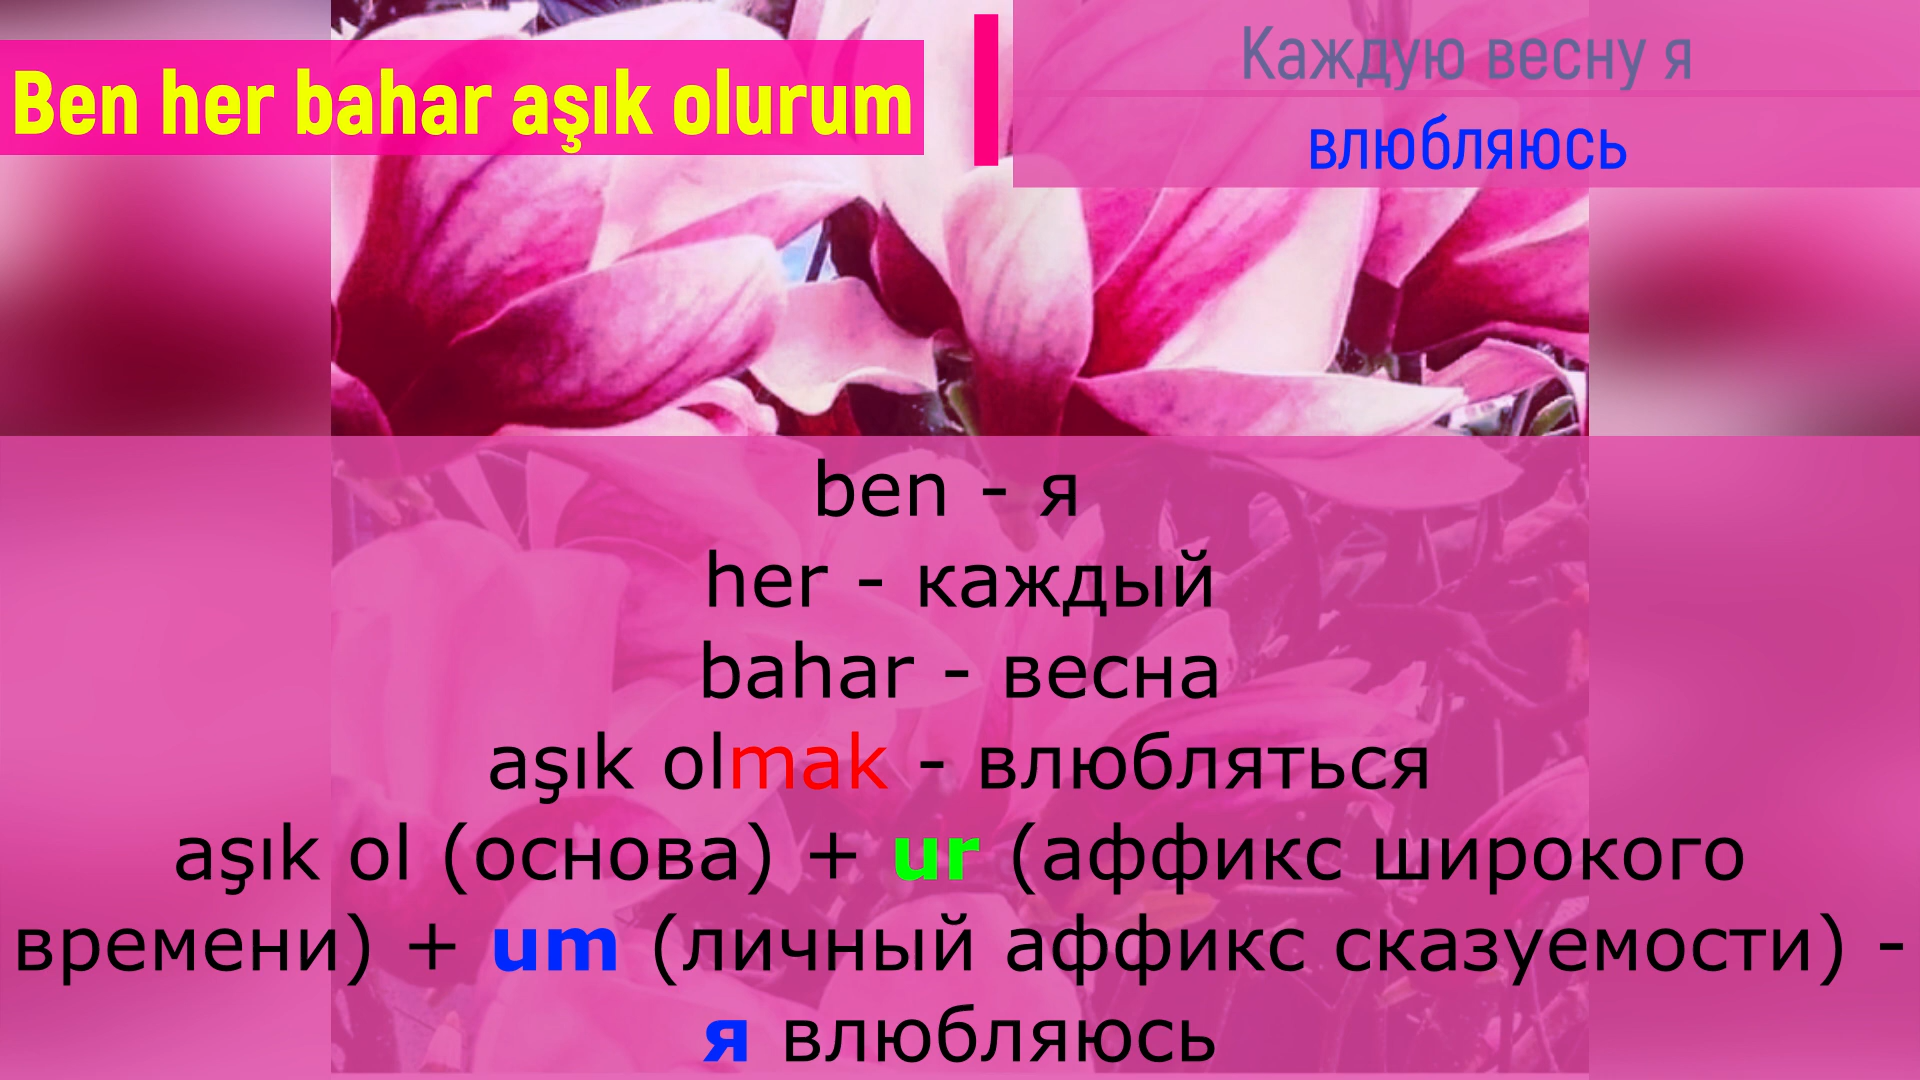 Ben her bahar aşık olurum
Каждую весну я
влюбляюсь
ben - я
her - каждый
bahar - весна
aşık olmak - влюбляться
aşık ol (основа) + ur (аффикс широкого
времени) + um (личный аффикс сказуемости) -
я влюбляюсь